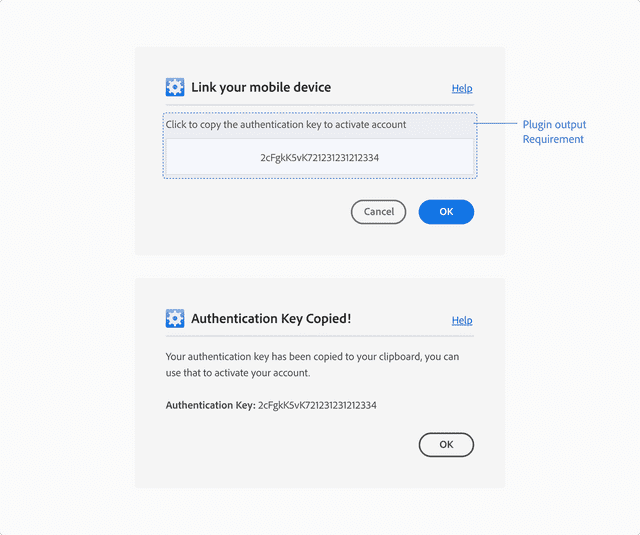 Link your mobile device
Help
Click to copy the authentication key to activate account
Plugin output
Requirement
2cFgkK5vK721231231212334
Cancel
OK
Authentication Key Copied!
Help
Your authentication key has been copied to your clipboard, you can
use that to activate your account.
Authentication Key: 2cFgkK5vK721231231212334
OK